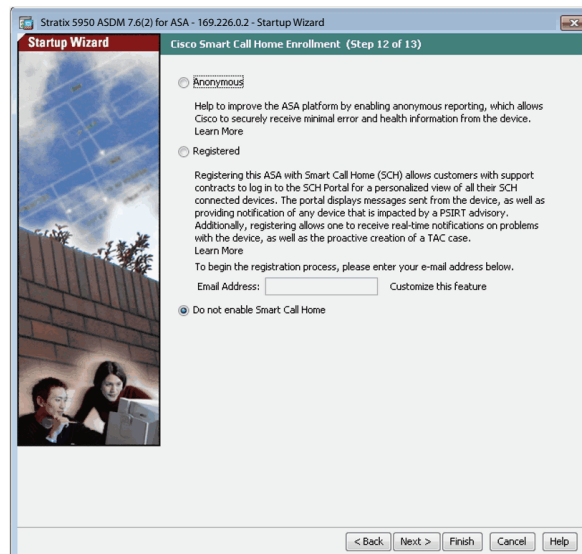 Stratix 5950 ASDM 7.6(2) for ASA - 169.226.0.2 - Startup Wizard
Startup Wizard
Cisco Smart Call Home Enrollment (Step 12 of 13)
Anonymous
Help to improve the ASA platform by enabling anonymous reporting, which allows
Cisco to securely receive minimal error and health information from the device.
Learn More
Registered
Registering this ASA with Smart Call Home (SCH) allows customers with support
contracts to log in to the SCH Portal for a personalized view of all their SCH
connected devices. The portal displays messages sent from the device, as well as
providing notification of any device that is impacted by a PSIRT advisory.
Additionally, registering allows one to receive real-time notifications on problems
with the device, as well as the proactive creation of a TAC case.
Learn More
To begin the registration process, please enter your e-mail address below.
Email Address: Customize this feature
Do not enable Smart Call Home
< Back Next > Finish Cancel Help